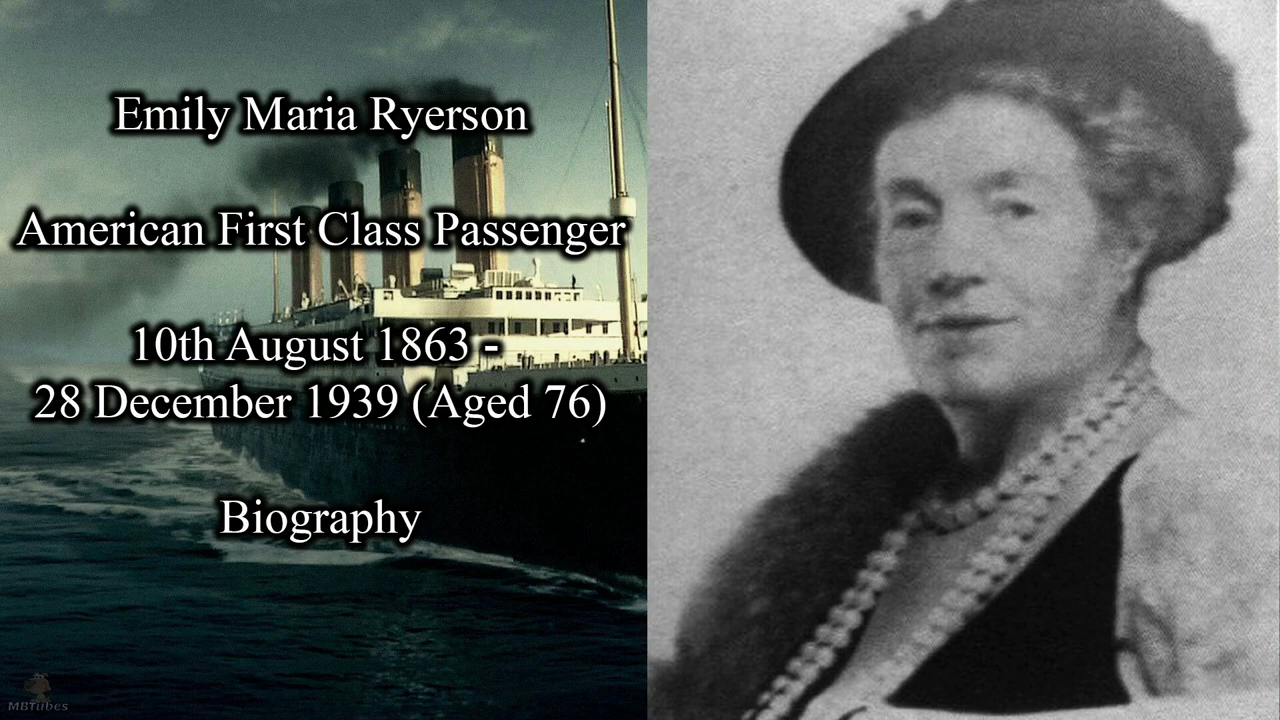 Emily Maria Ryerson
American First Class Passenger
10th August 1863 -
28 December 1939 (Aged 76)
Biography
MBTubes